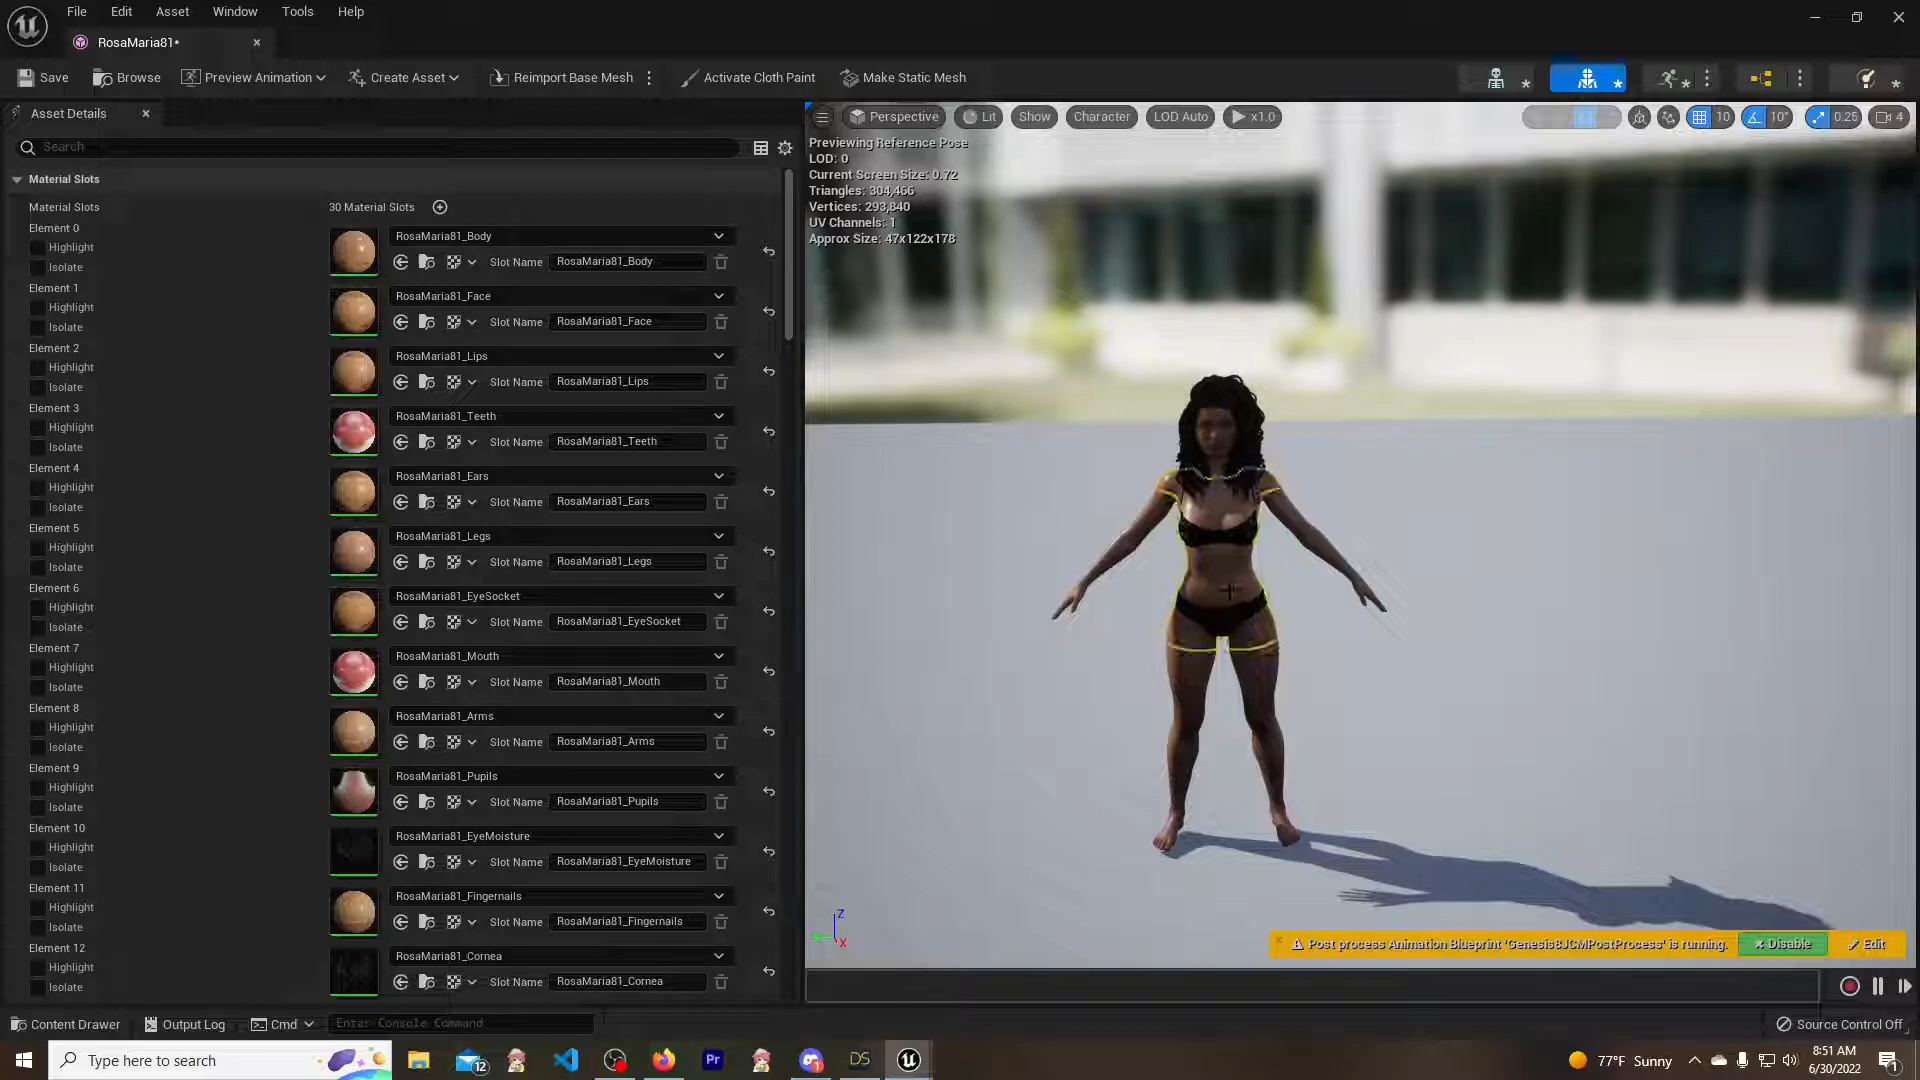 File Edit Asset Window Tools Help
RosaMaria81*
Save Browse Preview Animation Create Asset Reimport Base Mesh Activate Cloth Paint Make Static Mesh
Asset Details
Search
Material Slots
Material Slots 30 Material Slots
Element 0
Highlight
Isolate
RosaMaria81_Body
Slot Name RosaMaria81_Body
Element 1
Highlight
Isolate
RosaMaria81_Face
Slot Name RosaMaria81_Face
Element 2
Highlight
Isolate
RosaMaria81_Lips
Slot Name RosaMaria81_Lips
Element 3
Highlight
Isolate
RosaMaria81_Teeth
Slot Name RosaMaria81_Teeth
Element 4
Highlight
Isolate
RosaMaria81_Ears
Slot Name RosaMaria81_Ears
Element 5
Highlight
Isolate
RosaMaria81_Legs
Slot Name RosaMaria81_Legs
Element 6
Highlight
Isolate
RosaMaria81_EyeSocket
Slot Name RosaMaria81_EyeSocket
Element 7
Highlight
Isolate
RosaMaria81_Mouth
Slot Name RosaMaria81_Mouth
Element 8
Highlight
Isolate
RosaMaria81_Arms
Slot Name RosaMaria81_Arms
Element 9
Highlight
Isolate
RosaMaria81_Pupils
Slot Name RosaMaria81_Pupils
Element 10
Highlight
Isolate
RosaMaria81_EyeMoisture
Slot Name RosaMaria81_EyeMoisture
Element 11
Highlight
Isolate
RosaMaria81_Fingernails
Slot Name RosaMaria81_Fingernails
Element 12
Highlight
Isolate
RosaMaria81_Cornea
Slot Name RosaMaria81_Cornea
Perspective Lit Show Character LOD Auto x1.0 10 10° 0.25 4
Previewing Reference Pose
LOD: 0
Current Screen Size: 0.72
Triangles: 304,466
Vertices: 293,840
UV Channels: 1
Approx Size: 47x122x178
Z
X
Post process Animation Blueprint 'Genesis8JCMPostProcess' is running. Disable Edit
Content Drawer Output Log Cmd Enter Console Command Source Control Off
Type here to search 12 Pr 1 DS 77°F Sunny 8:51 AM
6/30/2022 1